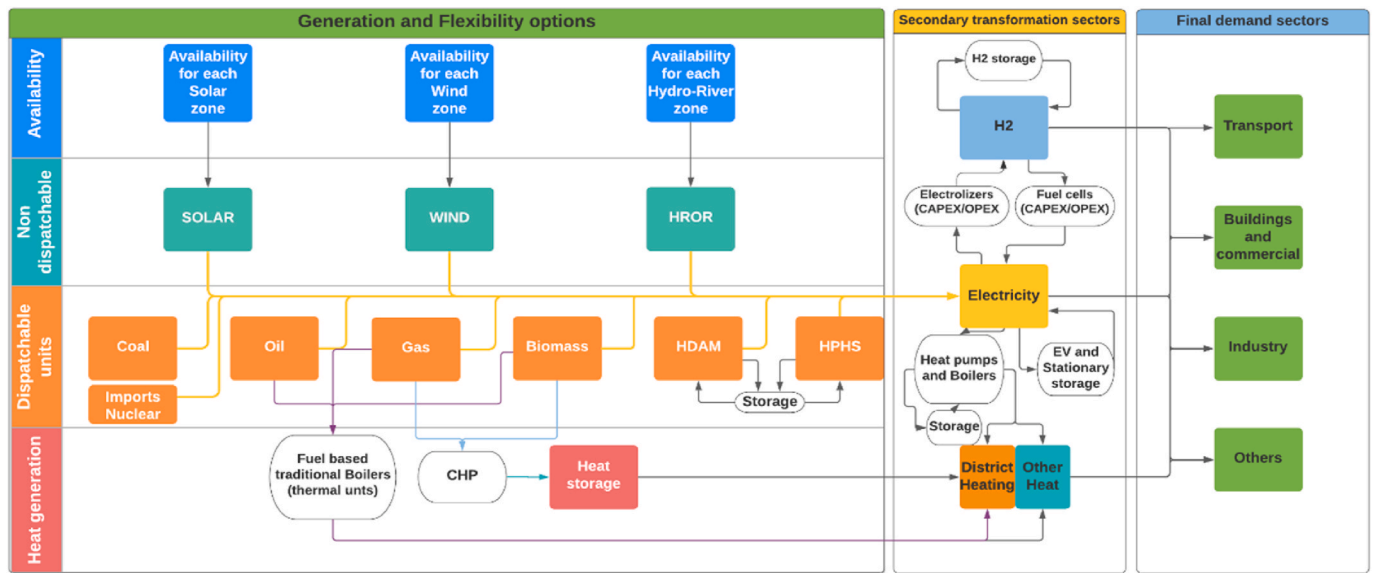 Generation and Flexibility options
Secondary transformation sectors
Final demand sectors
Availability
Availability
for each
Solar
zone
Availability
for each
Wind
zone
Availability
for each
Hydro-River
zone
H2 storage
H2
Transport
Non
dispatchable
SOLAR
WIND
HROR
Electrolizers
(CAPEX/OPEX
Fuel cells
(CAPEX/OPEX)
Buildings
and
commercial
Dispatchable
units
Coal
Imports
Nuclear
Oil
Gas
Biomass
HDAM
HPHS
Storage
Electricity
Heat pumps
and Boilers
EV and
Stationary
storage
Storage
Industry
Heat generation
Fuel based
traditional Boilers
(thermal unts)
CHP
Heat
storage
District
Heating
Other
Heat
Others